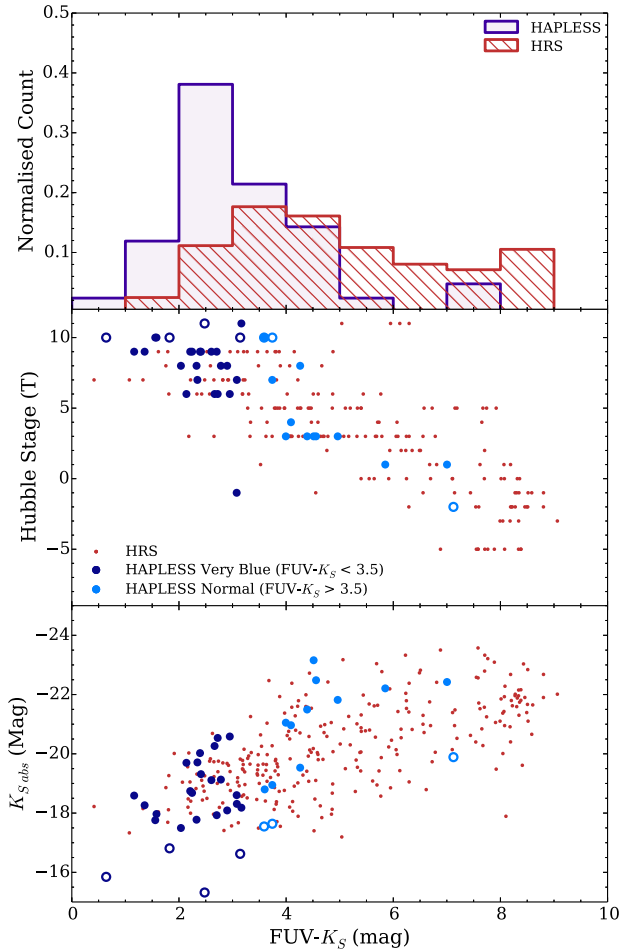 0.5
0.4
0.3
0.2
0.1
Normalised Count
HAPLESS
HRS
10
5
0
−5
Hubble Stage (T)
HRS
HAPLESS Very Blue (FUV-K_S < 3.5)
HAPLESS Normal (FUV-K_S > 3.5)
−24
−22
−20
−18
−16
K_S abs (Mag)
0 2 4 6 8 10
FUV-K_S (mag)